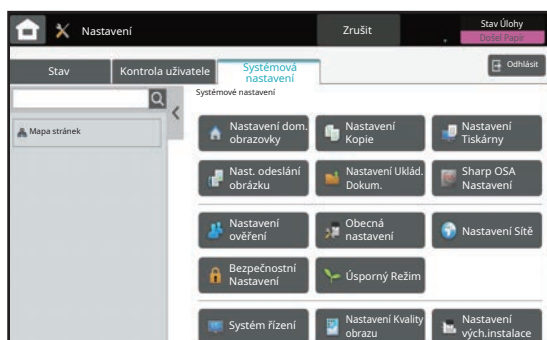 Nastavení
Zrušit
Stav Úlohy
Došel Papír
Stav
Kontrola uživatele
Systémová
nastavení
Odhlásit
Systémové nastavení
Mapa stránek
Nastavení dom.
obrazovky
Nastavení
Kopie
Nastavení
Tiskárny
Nast. odeslání
obrázku
Nastavení Uklád.
Dokum.
Sharp OSA
Nastavení
Nastavení
ověření
Obecná
nastavení
Nastavení Sítě
Bezpečnostní
Nastavení
Úsporný Režim
Systém řízení
Nastavení Kvality
obrazu
Nastavení
vých.instalace